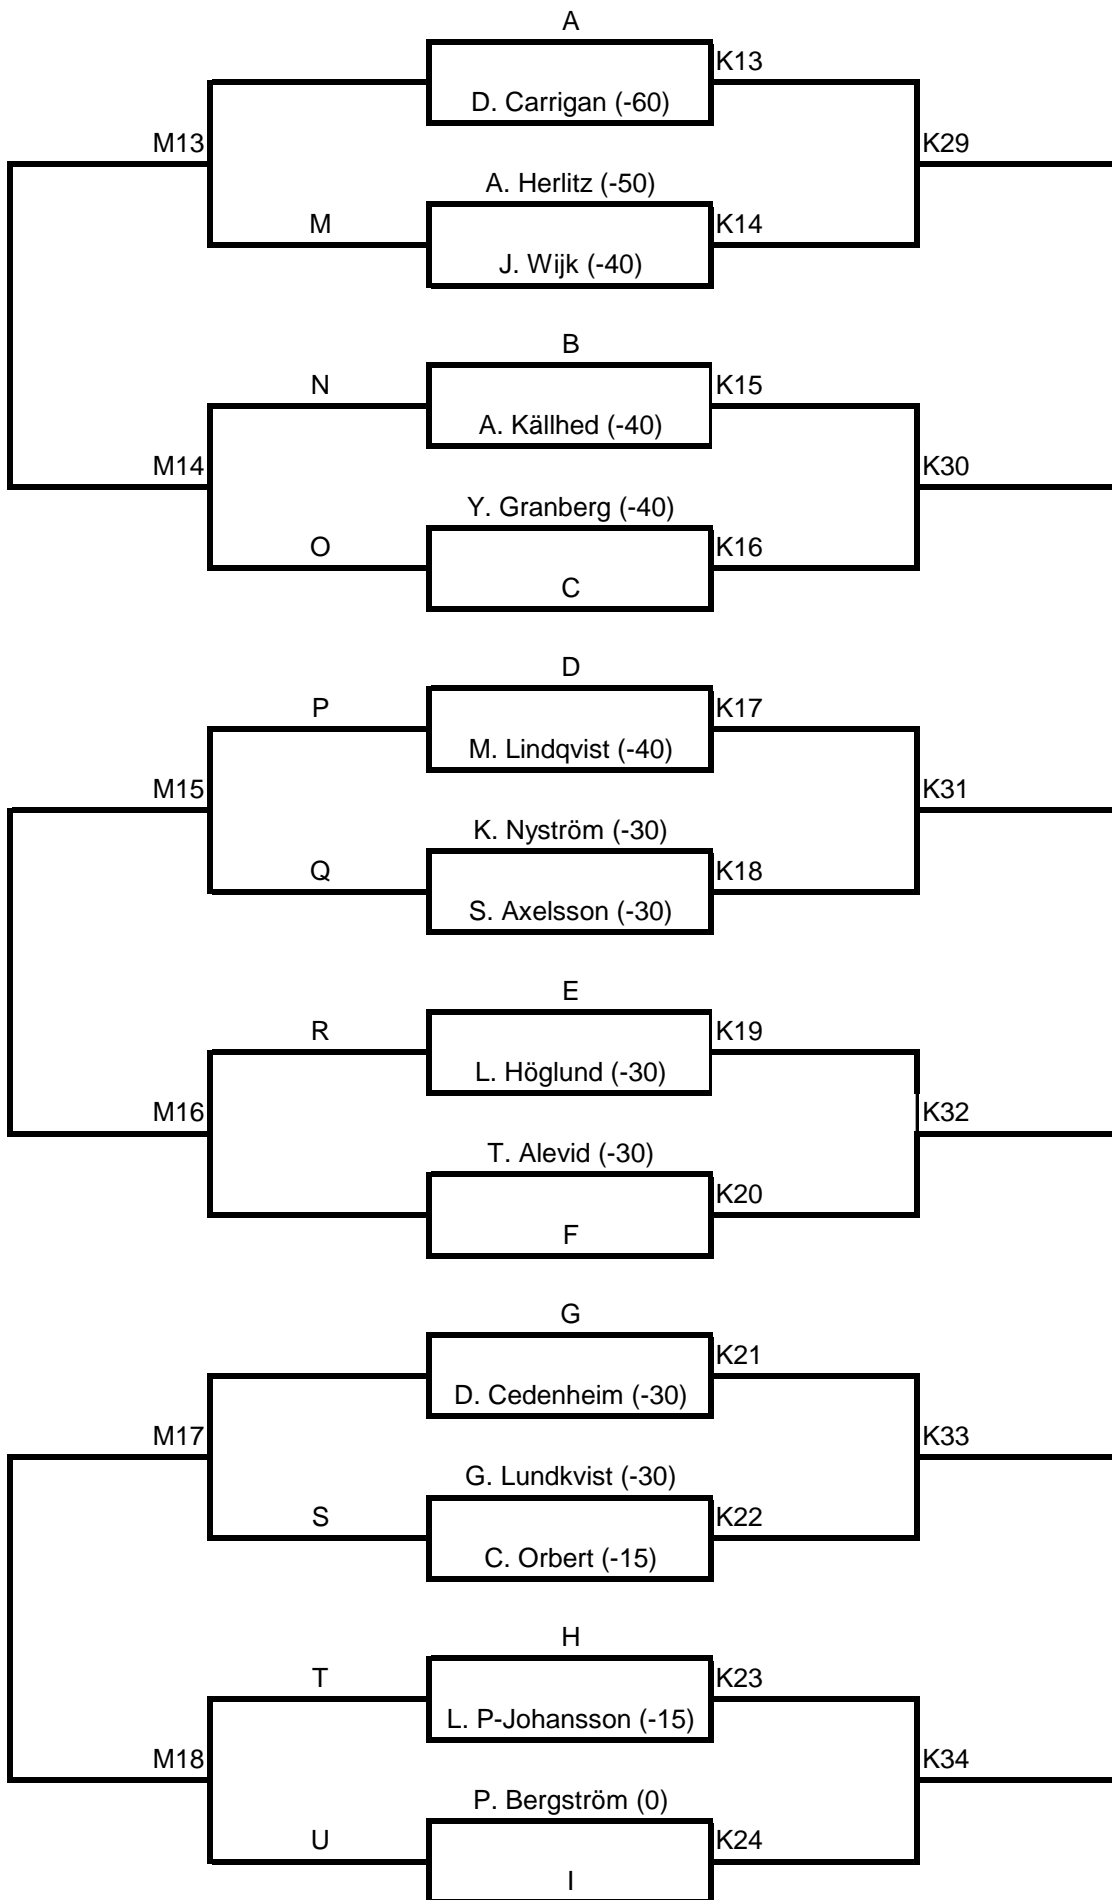 A
K13
D. Carrigan (-60)
M13
K29
A. Herlitz (-50)
M
K14
J. Wijk (-40)
B
N
K15
A. Källhed (-40)
M14
K30
Y. Granberg (-40)
O
K16
C
D
P
K17
M. Lindqvist (-40)
M15
K31
K. Nyström (-30)
Q
K18
S. Axelsson (-30)
E
R
K19
L. Höglund (-30)
M16
K32
T. Alevid (-30)
K20
F
G
K21
D. Cedenheim (-30)
M17
K33
G. Lundkvist (-30)
S
K22
C. Orbert (-15)
H
T
K23
L. P-Johansson (-15)
M18
K34
P. Bergström (0)
U
K24
I